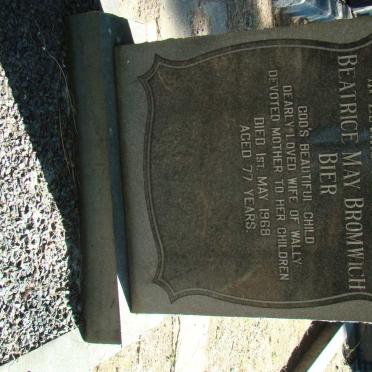 BEATRICE MAY BROMWICH
BIER
GOD'S BEAUTIFUL CHILD
DEARLY LOVED WIFE OF WALLY
DEVOTED MOTHER TO HER CHILDREN
DIED 1ST. MAY 1968
AGED 77 YEARS.